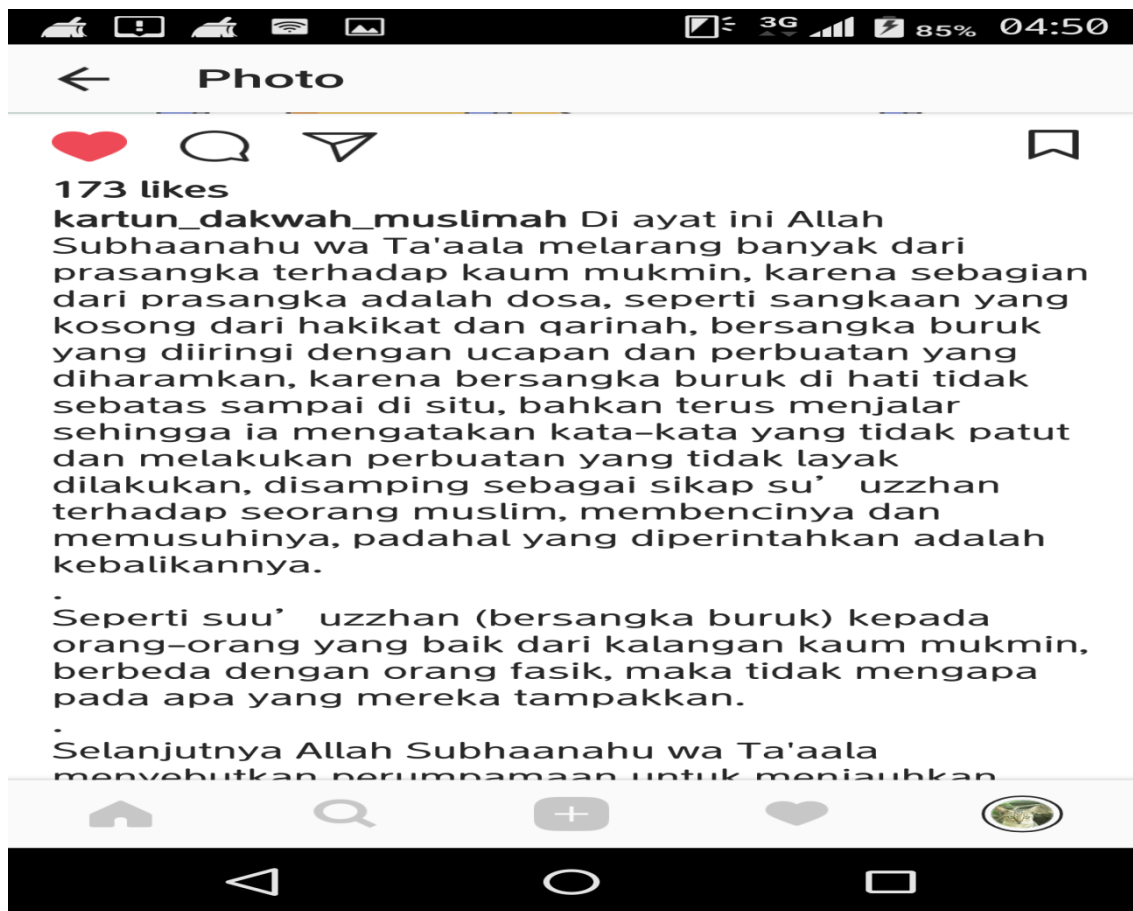 3G 85% 04:50
Photo
173 likes
kartun_dakwah_muslimah Di ayat ini Allah
Subhaanahu wa Ta'aala melarang banyak dari
prasangka terhadap kaum mukmin, karena sebagian
dari prasangka adalah dosa, seperti sangkaan yang
kosong dari hakikat dan qarinah, bersangka buruk
yang diiringi dengan ucapan dan perbuatan yang
diharamkan, karena bersangka buruk di hati tidak
sebatas sampai di situ, bahkan terus menjalar
sehingga ia mengatakan kata-kata yang tidak patut
dan melakukan perbuatan yang tidak layak
dilakukan, disamping sebagai sikap su’ uzzhan
terhadap seorang muslim, membencinya dan
memusuhinya, padahal yang diperintahkan adalah
kebalikannya.
.
Seperti suu’ uzzhan (bersangka buruk) kepada
orang-orang yang baik dari kalangan kaum mukmin,
berbeda dengan orang fasik, maka tidak mengapa
pada apa yang mereka tampakkan.
.
Selanjutnya Allah Subhaanahu wa Ta'aala
menyebutkan perumpamaan untuk menjauhkan